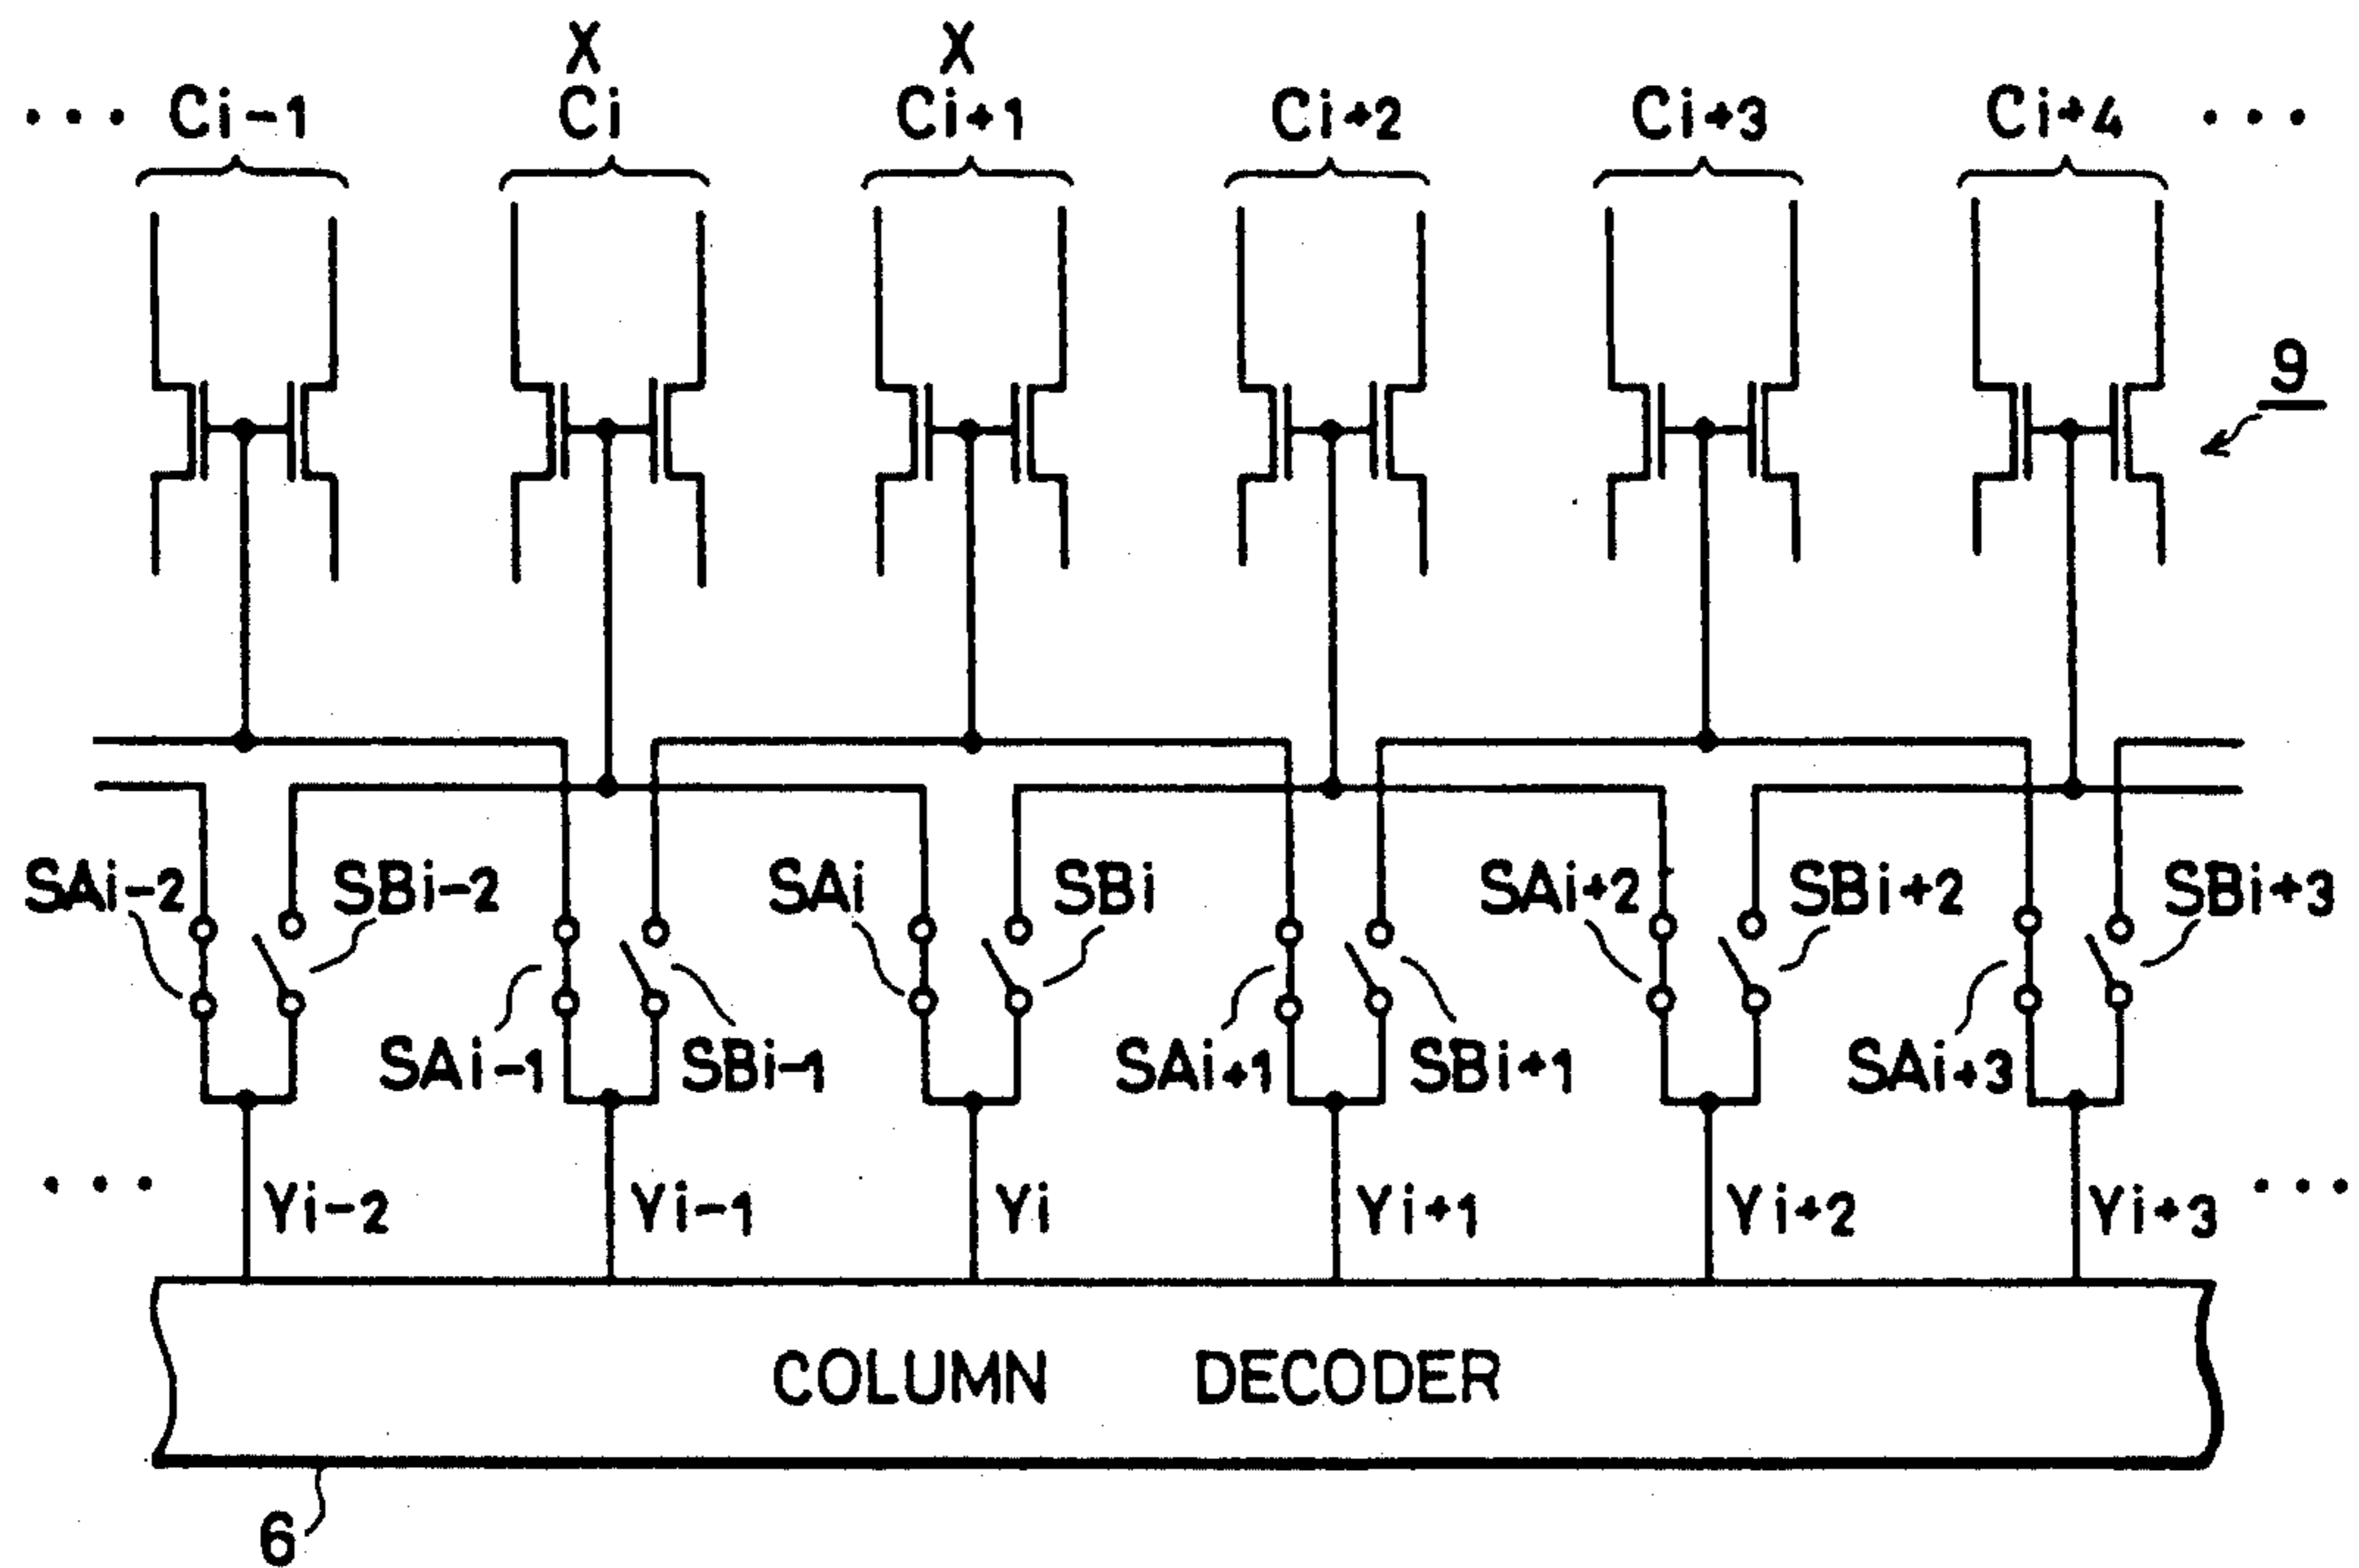 X X
... Ci-1 Ci Ci+1 Ci+2 Ci+3 Ci+4 ...
9
SAi-2 SBi-2 SAi SBi SAi+2 SBi+2 SBi+3
SAi-1 SBi-1 SAi+1 SBi+1 SAi+3
... Yi-2 Yi-1 Yi Yi+1 Yi+2 Yi+3 ...
COLUMN DECODER
6